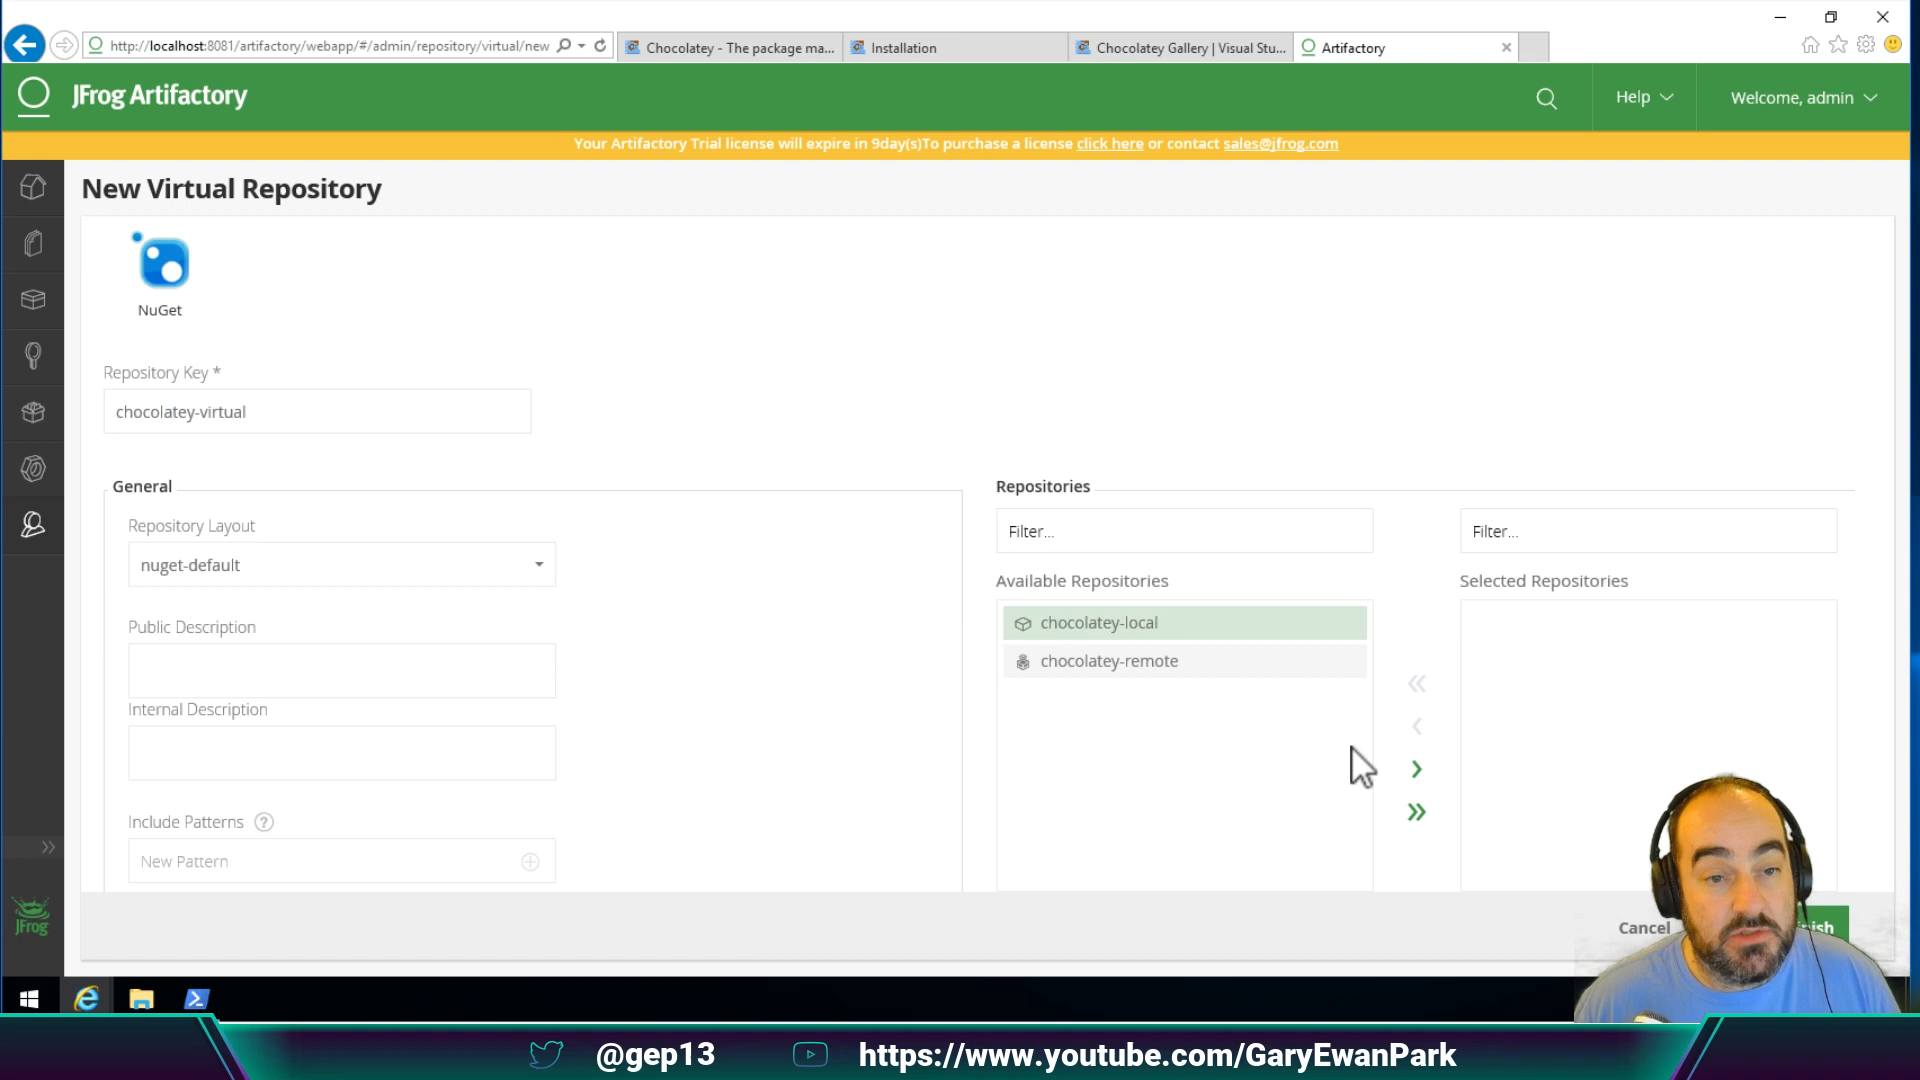 http://localhost:8081/artifactory/webapp/#/admin/repository/virtual/new
Chocolatey - The package ma...
Installation
Chocolatey Gallery | Visual Stu...
Artifactory
JFrog Artifactory
Help
Welcome, admin
Your Artifactory Trial license will expire in 9day(s)To purchase a license click here or contact sales@jfrog.com
New Virtual Repository
NuGet
Repository Key *
chocolatey-virtual
General
Repository Layout
nuget-default
Public Description
Internal Description
Include Patterns ?
New Pattern
Repositories
Filter...
Filter...
Available Repositories
Selected Repositories
chocolatey-local
chocolatey-remote
Cancel
JFrog
@gep13
https://www.youtube.com/GaryEwanPark